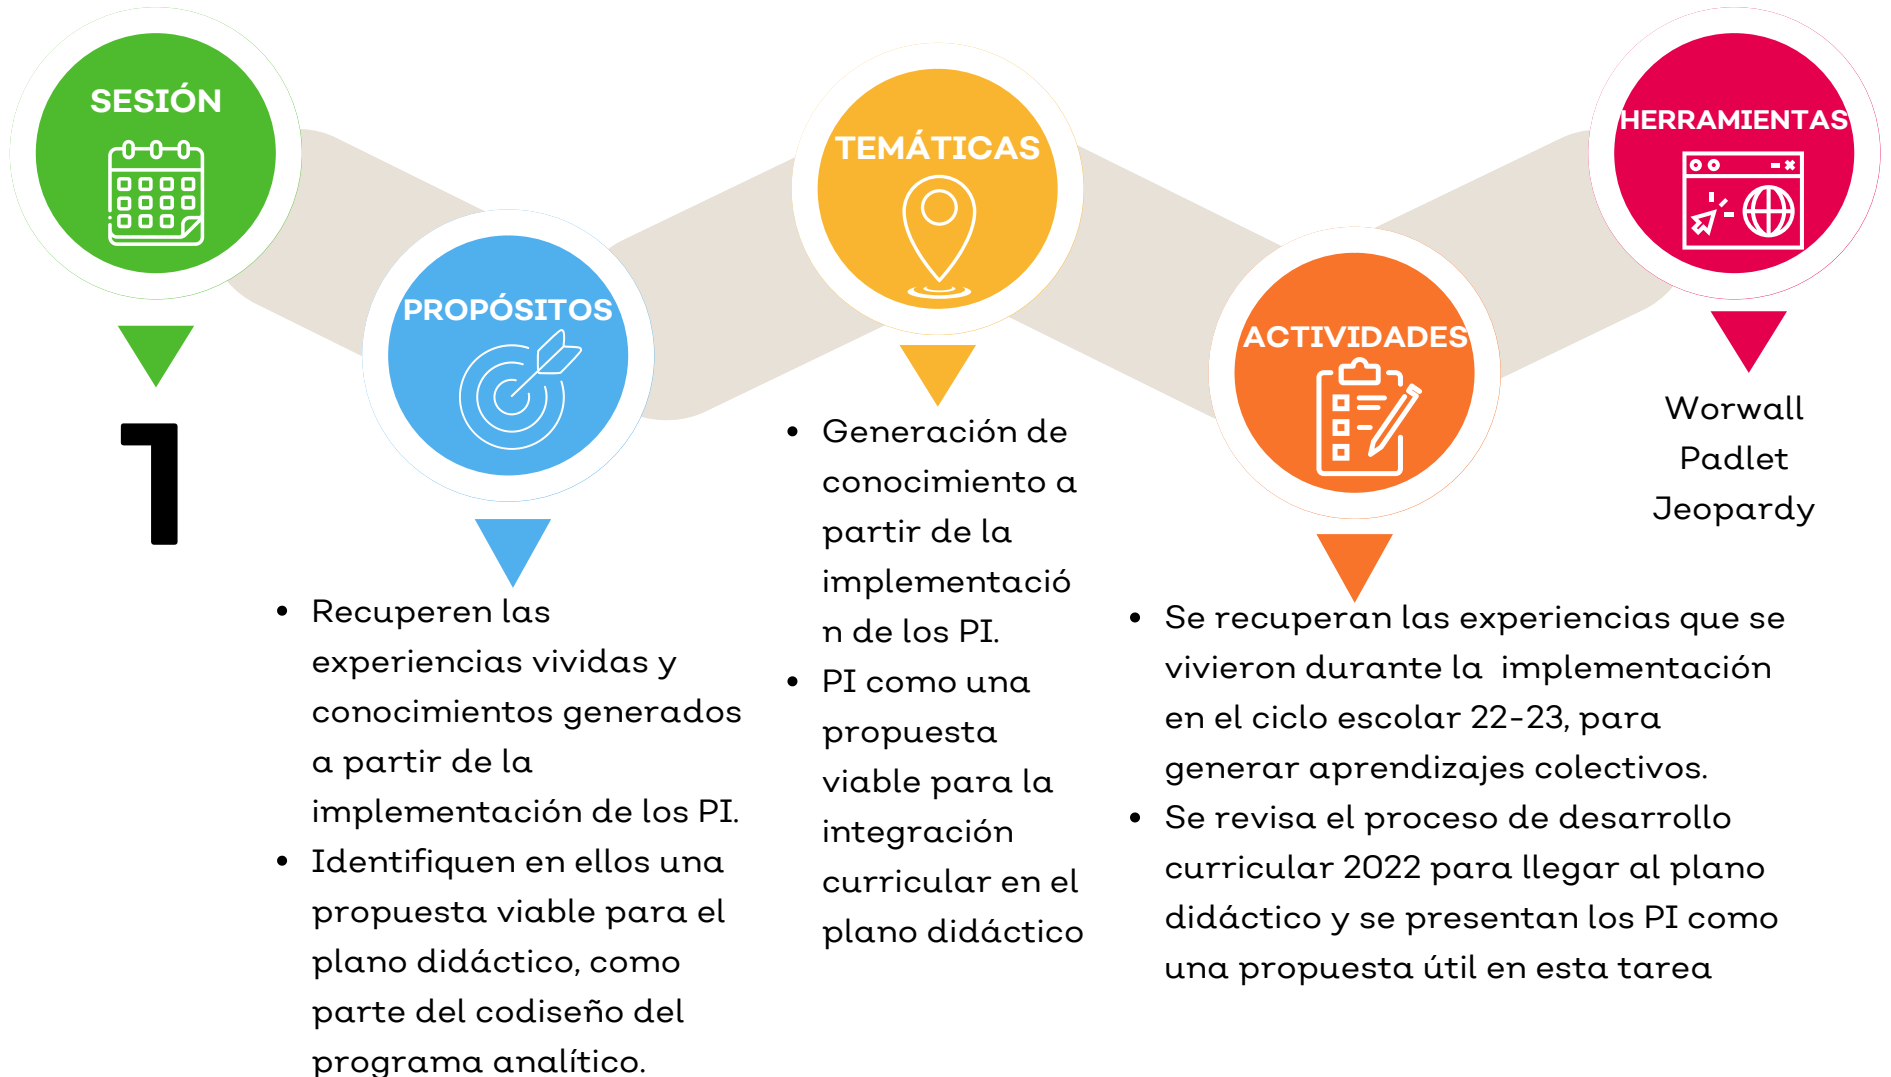 SESIÓN
1
PROPÓSITOS
• Recuperen las
experiencias vividas y
conocimientos generados
a partir de la
implementación de los PI.
• Identifiquen en ellos una
propuesta viable para el
plano didáctico, como
parte del codiseño del
programa analítico.
TEMÁTICAS
• Generación de
conocimiento a
partir de la
implementació
n de los PI.
• PI como una
propuesta
viable para la
integración
curricular en el
plano didáctico
ACTIVIDADES
• Se recuperan las experiencias que se
vivieron durante la  implementación
en el ciclo escolar 22-23, para
generar aprendizajes colectivos.
• Se revisa el proceso de desarrollo
curricular 2022 para llegar al plano
didáctico y se presentan los PI como
una propuesta útil en esta tarea
HERRAMIENTAS
Worwall
Padlet
Jeopardy